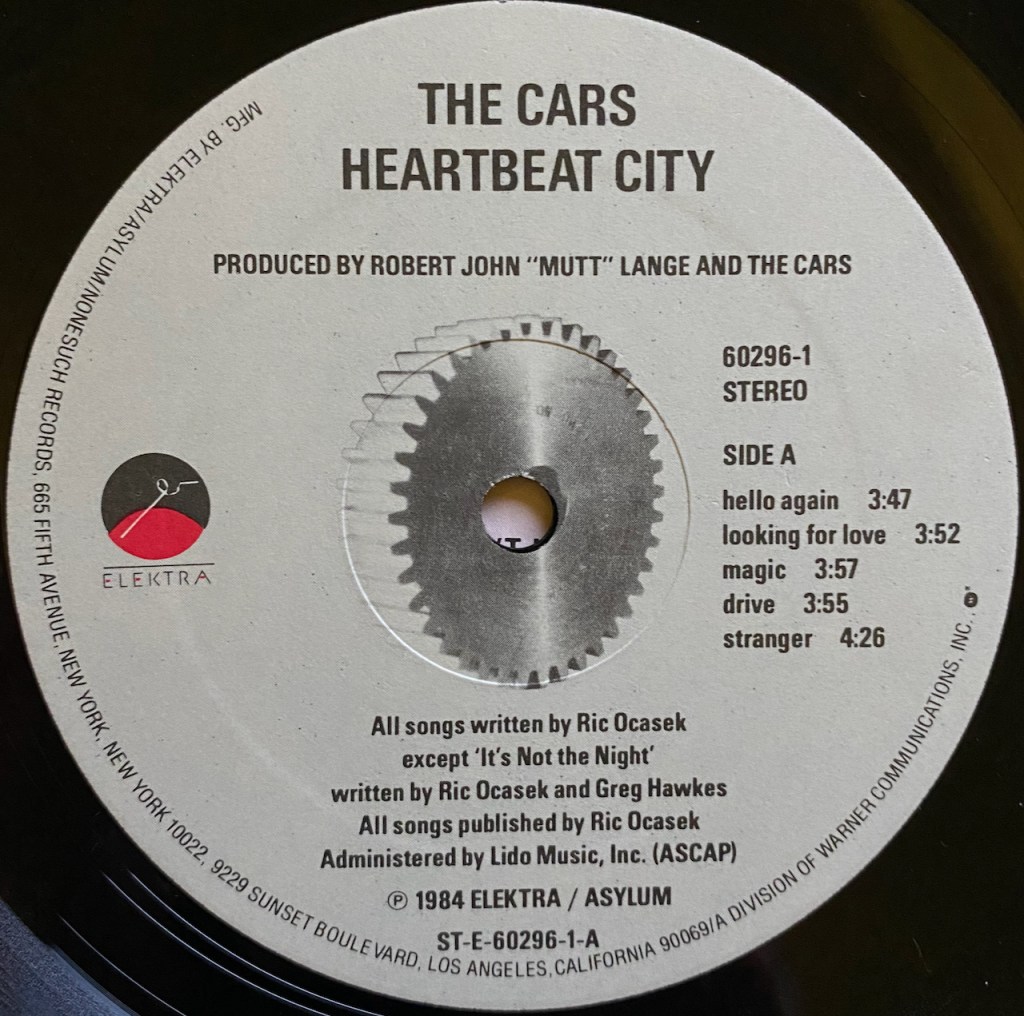 THE CARS
HEARTBEAT CITY
PRODUCED BY ROBERT JOHN "MUTT" LANGE AND THE CARS
60296-1
STEREO
SIDE A
hello again 3:47
looking for love 3:52
magic 3:57
drive 3:55
stranger 4:26
ELEKTRA
All songs written by Ric Ocasek
except 'It's Not the Night'
written by Ric Ocasek and Greg Hawkes
All songs published by Ric Ocasek
Administered by Lido Music, Inc. (ASCAP)
℗ 1984 ELEKTRA / ASYLUM
ST-E-60296-1-A
MFG. BY ELEKTRA/ASYLUM/NONESUCH RECORDS, 665 FIFTH AVENUE, NEW YORK, NEW YORK 10022, 9229 SUNSET BOULEVARD, LOS ANGELES, CALIFORNIA 90069/A DIVISION OF WARNER COMMUNICATIONS, INC.,